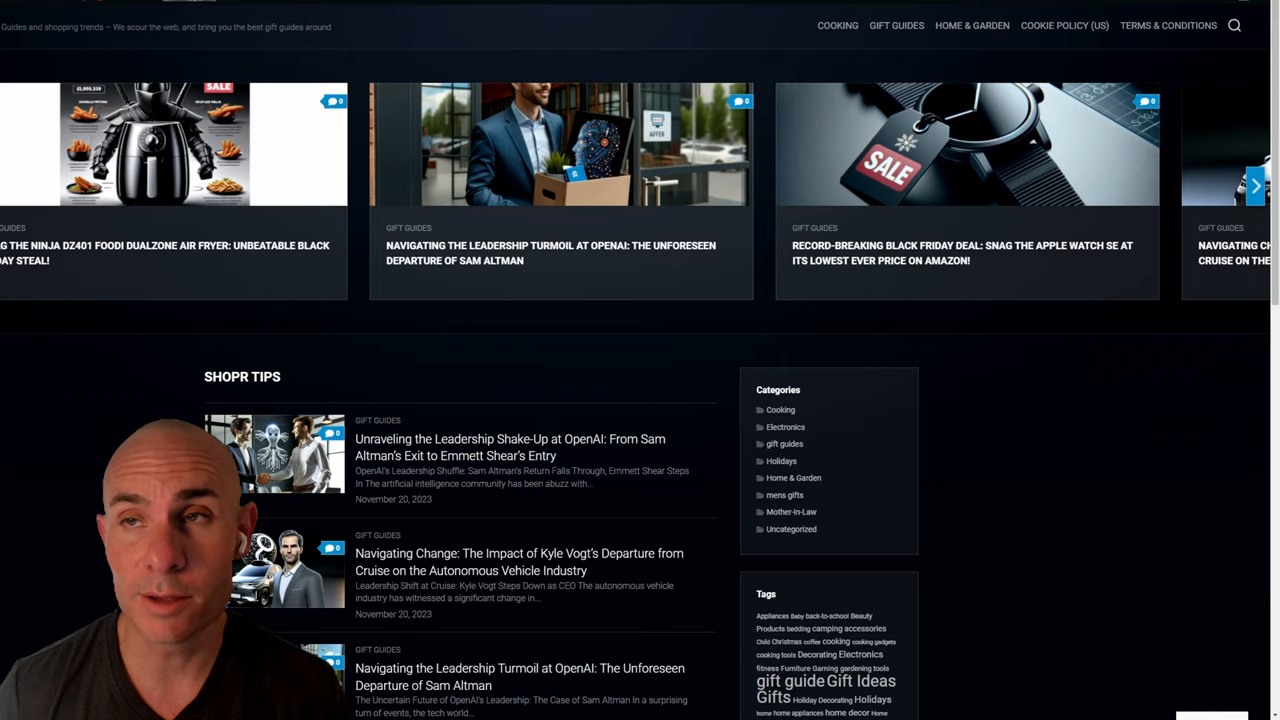 Guides and shopping trends – We scour the web, and bring you the best gift guides around
COOKING
GIFT GUIDES
HOME & GARDEN
COOKIE POLICY (US)
TERMS & CONDITIONS
SALE
0
GUIDES
THE NINJA DZ401 FOODI DUALZONE AIR FRYER: UNBEATABLE BLACK
STEAL!
AFFER
0
GIFT GUIDES
NAVIGATING THE LEADERSHIP TURMOIL AT OPENAI: THE UNFORESEEN
DEPARTURE OF SAM ALTMAN
SALE
0
GIFT GUIDES
RECORD-BREAKING BLACK FRIDAY DEAL: SNAG THE APPLE WATCH SE AT
ITS LOWEST EVER PRICE ON AMAZON!
GIFT GUIDES
NAVIGATING
CRUISE ON THE
SHOPR TIPS
0
GIFT GUIDES
Unraveling the Leadership Shake-Up at OpenAI: From Sam
Altman's Exit to Emmett Shear's Entry
OpenAI's Leadership Shuffle: Sam Altman's Return Falls Through, Emmett Shear Steps
In The artificial intelligence community has been abuzz with...
November 20, 2023
0
GIFT GUIDES
Navigating Change: The Impact of Kyle Vogt's Departure from
Cruise on the Autonomous Vehicle Industry
Leadership Shift at Cruise: Kyle Vogt Steps Down as CEO The autonomous vehicle
industry has witnessed a significant change in...
November 20, 2023
0
GIFT GUIDES
Navigating the Leadership Turmoil at OpenAI: The Unforeseen
Departure of Sam Altman
The Uncertain Future of OpenAI's Leadership: The Case of Sam Altman In a surprising
turn of events, the tech world...
Categories
Cooking
Electronics
gift guides
Holidays
Home & Garden
mens gifts
Mother-In-Law
Uncategorized
Tags
Appliances Baby back-to-school Beauty
Products bedding camping accessories
Child Christmas coffee cooking cooking gadgets
cooking tools Decorating Electronics
fitness Furniture Gaming gardening tools
gift guide Gift Ideas
Gifts Holiday Decorating Holidays
home home appliances home decor Home